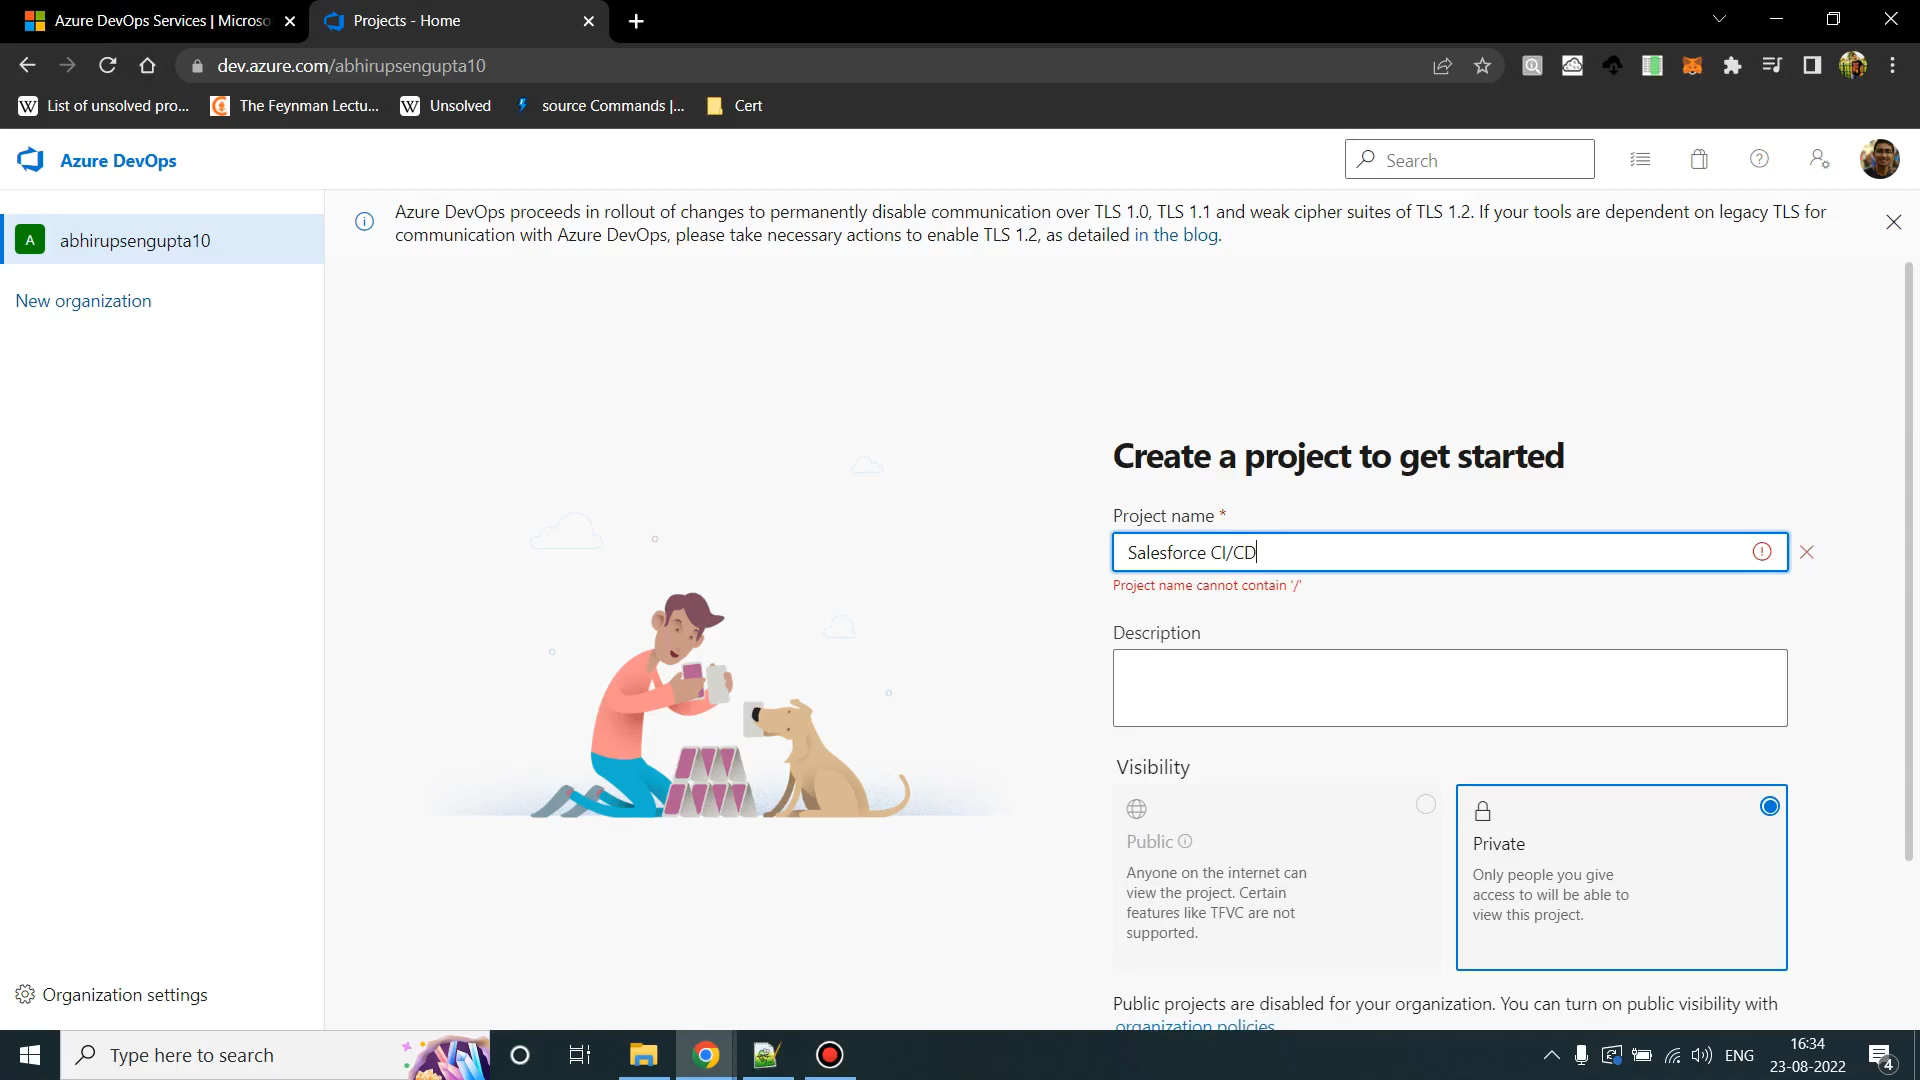 Azure DevOps Services | Microso
Projects - Home
dev.azure.com/abhirupsengupta10
List of unsolved pro...
The Feynman Lectu...
Unsolved
source Commands |...
Cert
Azure DevOps
Search
A
abhirupsengupta10
New organization
Azure DevOps proceeds in rollout of changes to permanently disable communication over TLS 1.0, TLS 1.1 and weak cipher suites of TLS 1.2. If your tools are dependent on legacy TLS for
communication with Azure DevOps, please take necessary actions to enable TLS 1.2, as detailed in the blog.
Create a project to get started
Project name *
Salesforce CI/CD
Project name cannot contain '/'
Description
Visibility
Public
Anyone on the internet can
view the project. Certain
features like TFVC are not
supported.
Private
Only people you give
access to will be able to
view this project.
Public projects are disabled for your organization. You can turn on public visibility with
organization policies.
Organization settings
Type here to search
ENG
16:34
23-08-2022
4